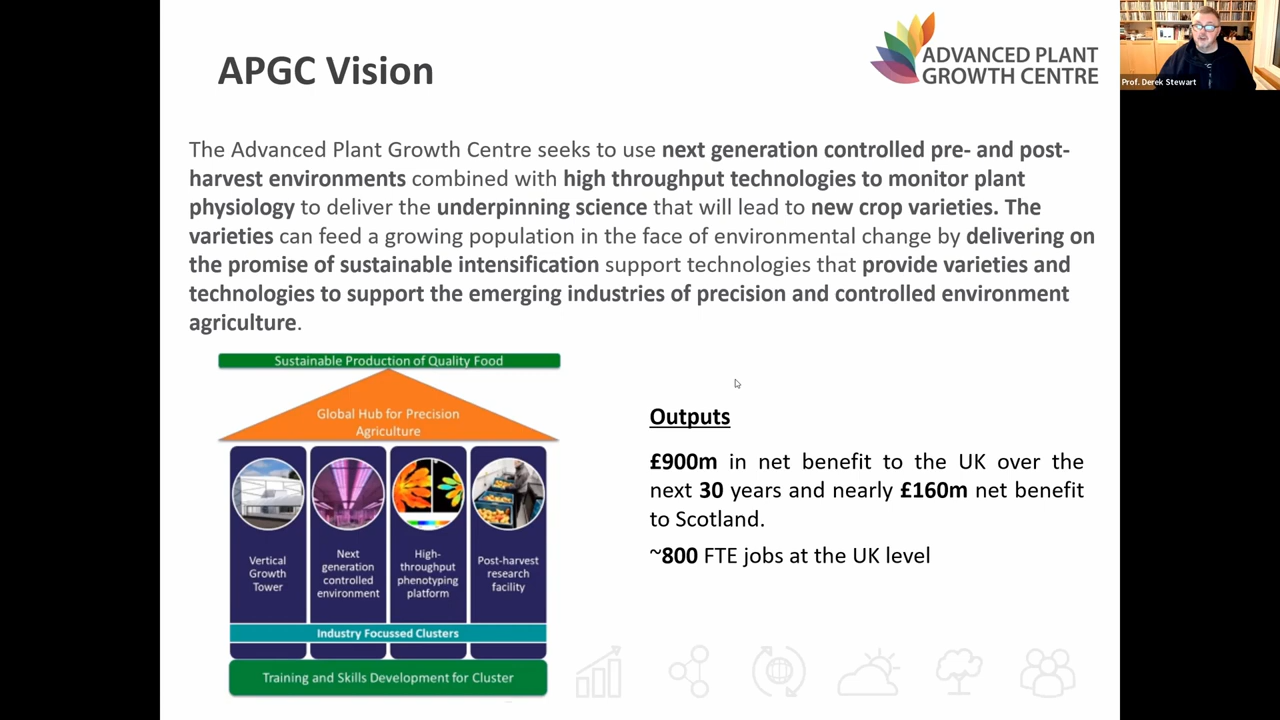 APGC Vision
ADVANCED PLANT
GROWTH CENTRE
Prof. Derek Stewart
The Advanced Plant Growth Centre seeks to use next generation controlled pre- and post-
harvest environments combined with high throughput technologies to monitor plant
physiology to deliver the underpinning science that will lead to new crop varieties. The
varieties can feed a growing population in the face of environmental change by delivering on
the promise of sustainable intensification support technologies that provide varieties and
technologies to support the emerging industries of precision and controlled environment
agriculture.
Sustainable Production of Quality Food
Global Hub for Precision
Agriculture
Vertical
Growth
Tower
Next
generation
controlled
environment
High-
throughput
phenotyping
platform
Post-harvest
research
facility
Industry Focussed Clusters
Training and Skills Development for Cluster
Outputs
£900m in net benefit to the UK over the
next 30 years and nearly £160m net benefit
to Scotland.
~800 FTE jobs at the UK level